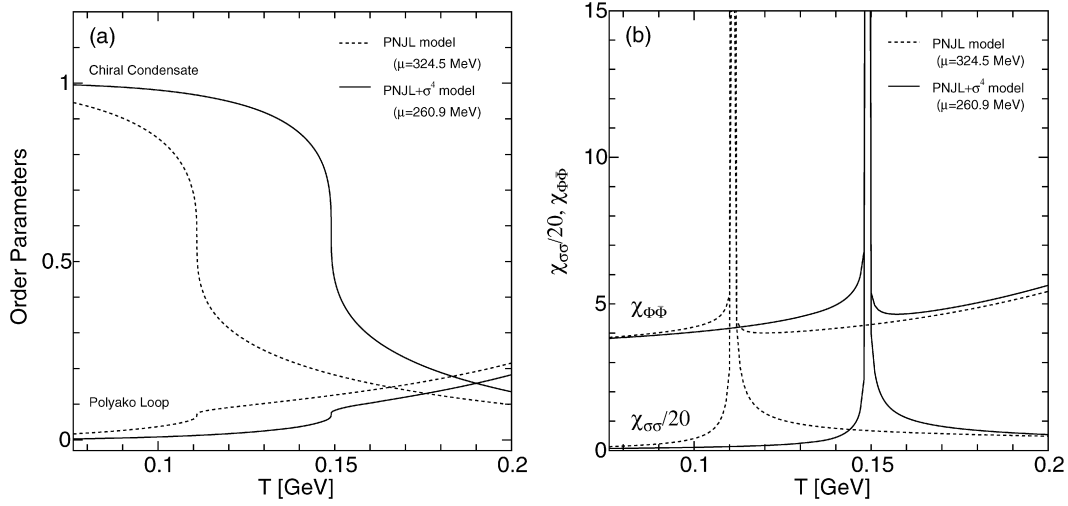 (a)
PNJL model
(μ=324.5 MeV)
PNJL+σ⁴ model
(μ=260.9 MeV)
Chiral Condensate
Polyako Loop
Order Parameters
1
0.5
0
0.1
0.15
0.2
T [GeV]
(b)
PNJL model
(μ=324.5 MeV)
PNJL+σ⁴ model
(μ=260.9 MeV)
χσσ/20, χΦΦ̄
χΦΦ̄
χσσ/20
15
10
5
0
0.1
0.15
0.2
T [GeV]